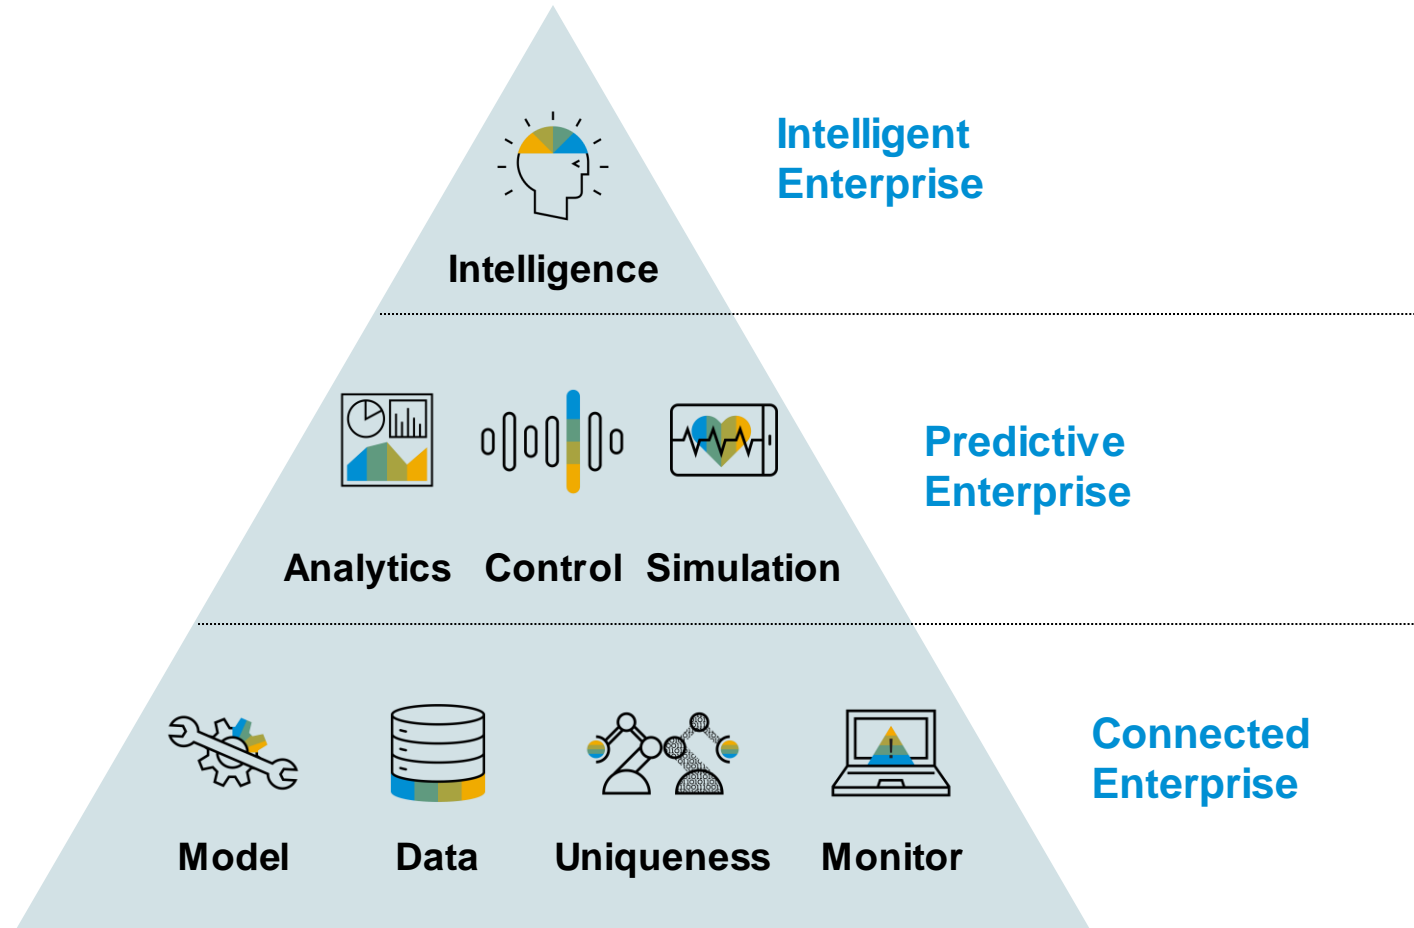 Intelligent
Enterprise
Intelligence
Predictive
Enterprise
Analytics Control Simulation
Connected
Enterprise
Model Data Uniqueness Monitor